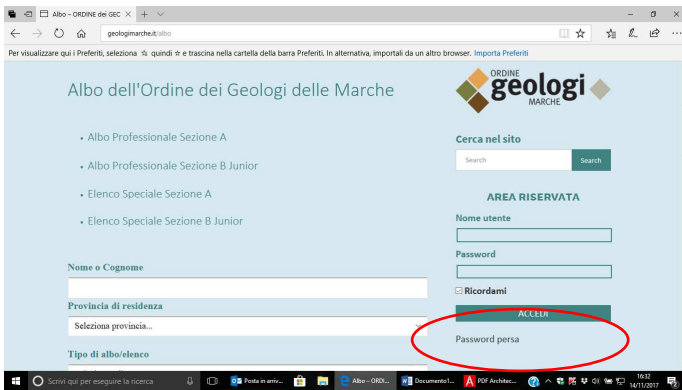 Albo – ORDINE dei GEC
geologimarche.it/albo
Per visualizzare qui i Preferiti, seleziona quindi e trascina nella cartella della barra Preferiti. In alternativa, importali da un altro browser. Importa Preferiti
Albo dell'Ordine dei Geologi delle Marche
• Albo Professionale Sezione A
• Albo Professionale Sezione B Junior
• Elenco Speciale Sezione A
• Elenco Speciale Sezione B Junior
Nome o Cognome
Provincia di residenza
Seleziona provincia...
Tipo di albo/elenco
ORDINE
geologi
MARCHE
Cerca nel sito
Search
Search
AREA RISERVATA
Nome utente
Password
Ricordami
ACCEDI
Password persa
Scrivi qui per eseguire la ricerca
Posta in arriv...
Albo – ORDI...
Documento1...
PDF Architec...
16:32
14/11/2017